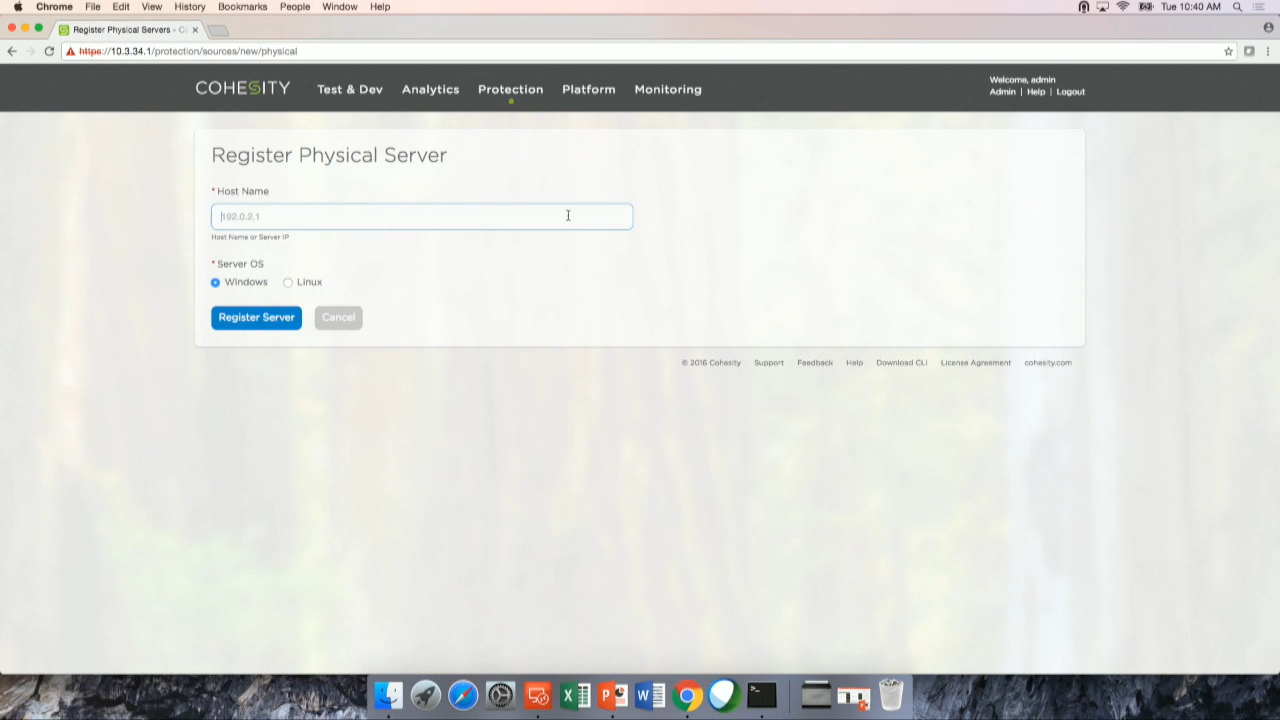 Chrome File Edit View History Bookmarks People Window Help Tue 10:40 AM
Register Physical Servers - Co
https://10.3.34.1/protection/sources/new/physical
COHESITY Test & Dev Analytics Protection Platform Monitoring
Welcome, admin
Admin | Help | Logout
Register Physical Server
* Host Name
192.0.2.1
Host Name or Server IP
* Server OS
Windows Linux
Register Server Cancel
© 2016 Cohesity Support Feedback Help Download CLI License Agreement cohesity.com